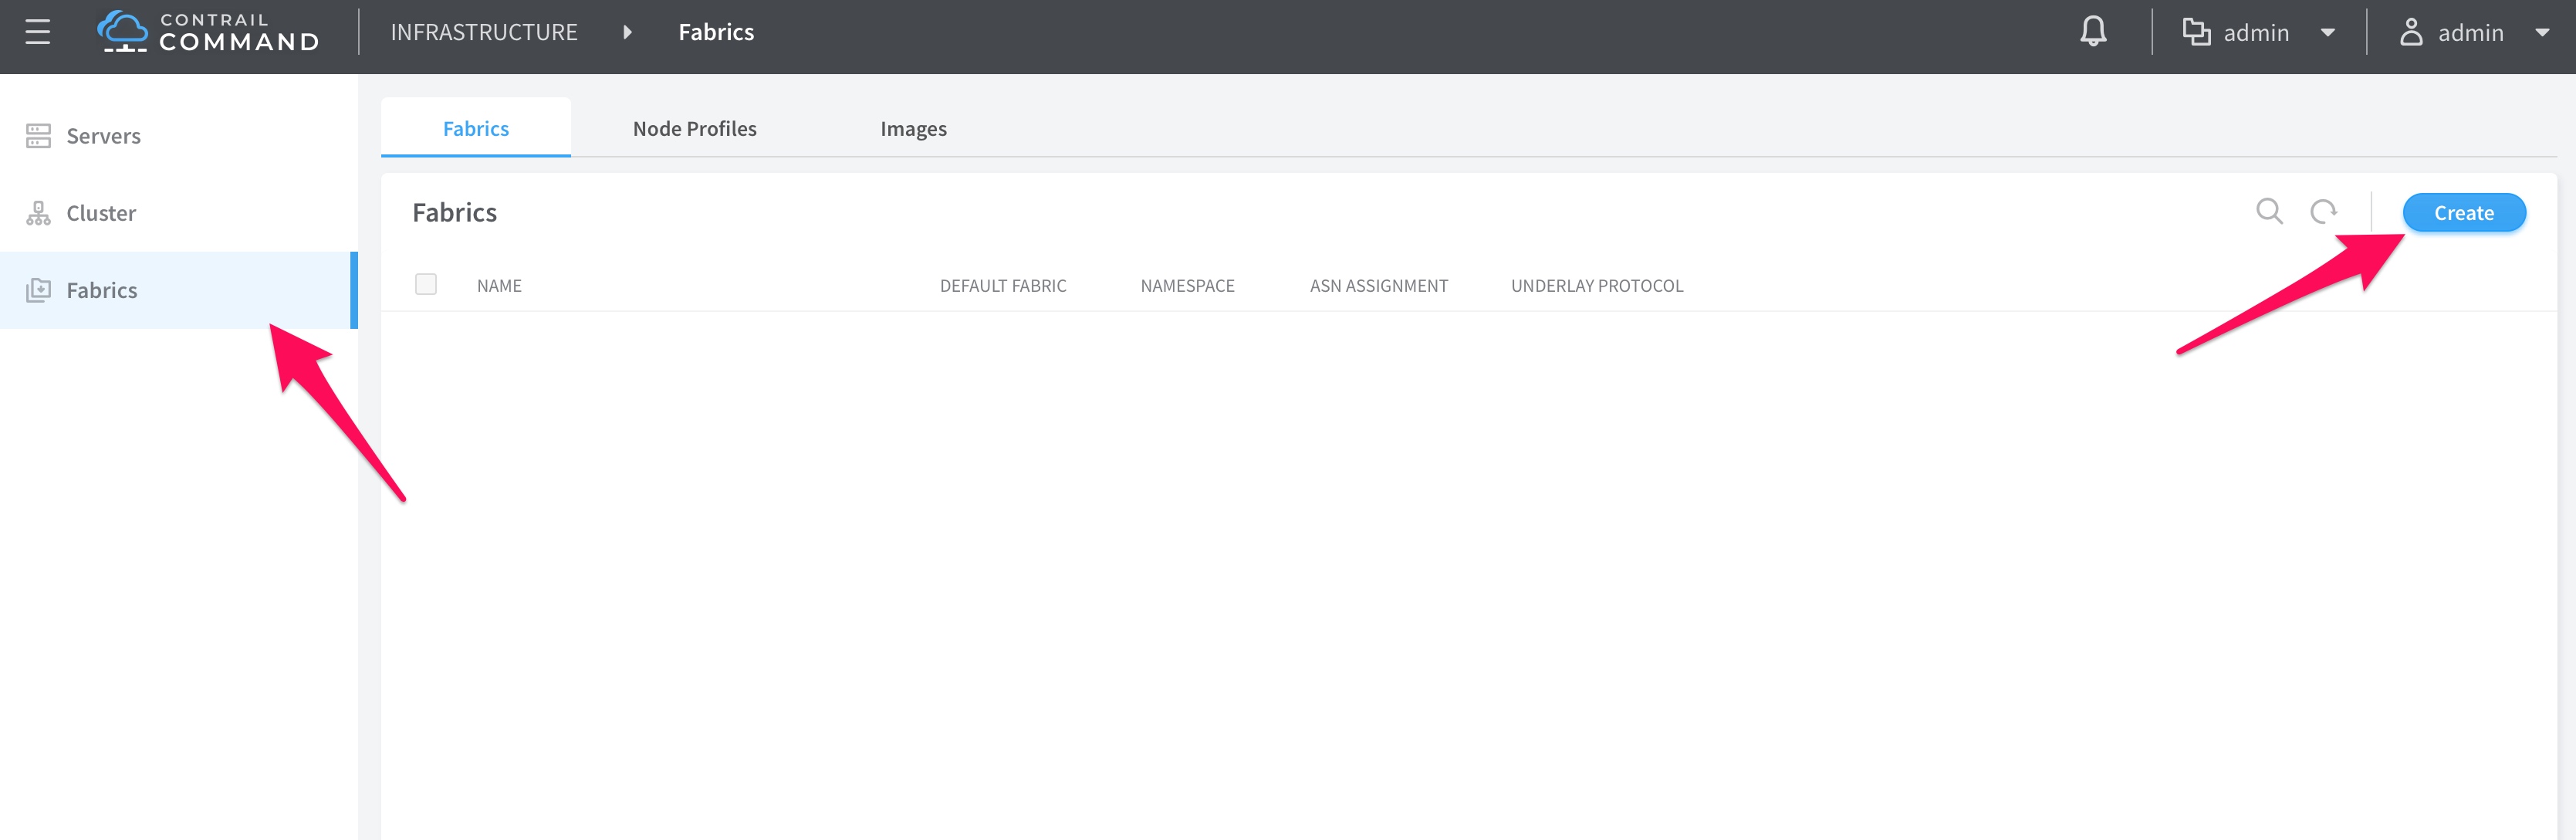 CONTRAIL
COMMAND
INFRASTRUCTURE
Fabrics
admin
admin
Servers
Cluster
Fabrics
Fabrics
Node Profiles
Images
Fabrics
Create
NAME
DEFAULT FABRIC
NAMESPACE
ASN ASSIGNMENT
UNDERLAY PROTOCOL